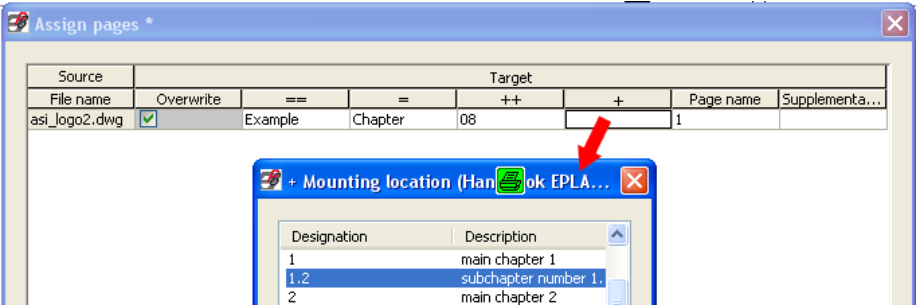 Assign pages *
Source Target
File name Overwrite == = ++ + Page name Supplementa...
asi_logo2.dwg Example Chapter 08 1
+ Mounting location (Han ok EPLA...
Designation Description
1 main chapter 1
1.2 subchapter number 1.
2 main chapter 2